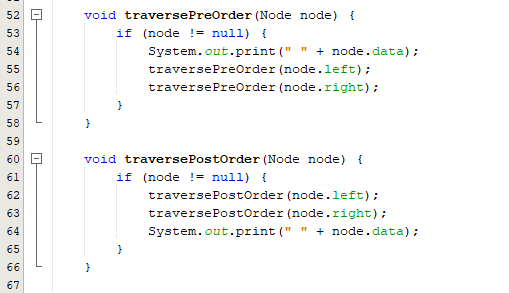 52 void traversePreOrder(Node node) {
53 if (node != null) {
54 System.out.print(" " + node.data);
55 traversePreOrder(node.left);
56 traversePreOrder(node.right);
57 }
58 }
59
60 void traversePostOrder(Node node) {
61 if (node != null) {
62 traversePostOrder(node.left);
63 traversePostOrder(node.right);
64 System.out.print(" " + node.data);
65 }
66 }
67